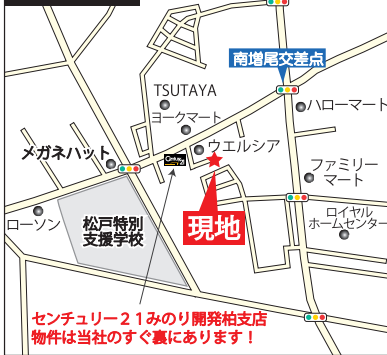 南増尾交差点
TSUTAYA
ヨークマート
ハローマート
メガネハット
Century 21
ウエルシア
ファミリー
マート
ローソン
松戸特別
支援学校
現地
ロイヤル
ホームセンター
センチュリー２１みのり開発柏支店
物件は当社のすぐ裏にあります！